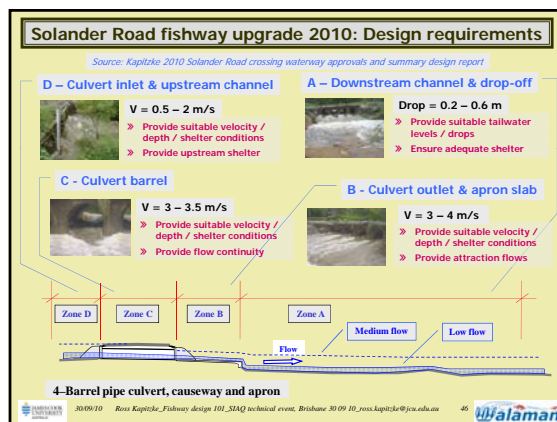 Solander Road fishway upgrade 2010: Design requirements
Source: Kapitzke 2010 Solander Road crossing waterway approvals and summary design report
D – Culvert inlet & upstream channel
V = 0.5 – 2 m/s
» Provide suitable velocity /
depth / shelter conditions
» Provide upstream shelter
A – Downstream channel & drop-off
Drop = 0.2 – 0.6 m
» Provide suitable tailwater
levels / drops
» Ensure adequate shelter
C - Culvert barrel
V = 3 – 3.5 m/s
» Provide suitable velocity /
depth / shelter conditions
» Provide flow continuity
B - Culvert outlet & apron slab
V = 3 – 4 m/s
» Provide suitable velocity /
depth / shelter conditions
» Provide attraction flows
Zone D
Zone C
Zone B
Zone A
Medium flow
Low flow
Flow
4–Barrel pipe culvert, causeway and apron
JAMES COOK
UNIVERSITY
AUSTRALIA
30/09/10 Ross Kapitzke_Fishway design 101_SIAQ technical event, Brisbane 30 09 10_ross.kapitzke@jcu.edu.au 46
Walaman